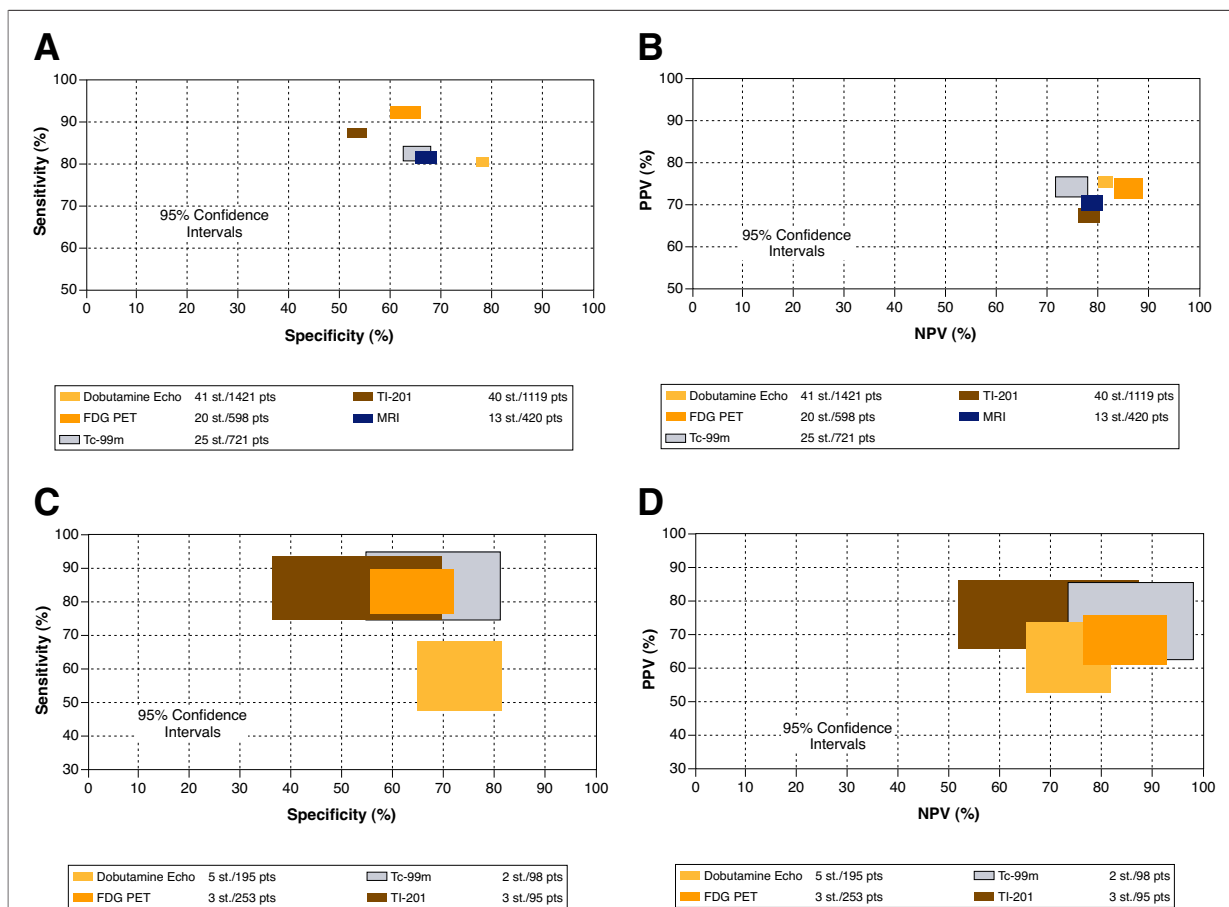 A
B
100
90
80
70
60
50
Sensitivity (%)
95% Confidence
Intervals
0 10 20 30 40 50 60 70 80 90 100
Specificity (%)
100
90
80
70
60
50
PPV (%)
95% Confidence
Intervals
0 10 20 30 40 50 60 70 80 90 100
NPV (%)
Dobutamine Echo 41 st./1421 pts TI-201 40 st./1119 pts
FDG PET 20 st./598 pts MRI 13 st./420 pts
Tc-99m 25 st./721 pts
Dobutamine Echo 41 st./1421 pts TI-201 40 st./1119 pts
FDG PET 20 st./598 pts MRI 13 st./420 pts
Tc-99m 25 st./721 pts
C
D
100
90
80
70
60
50
40
30
Sensitivity (%)
95% Confidence
Intervals
0 10 20 30 40 50 60 70 80 90 100
Specificity (%)
100
90
80
70
60
50
40
30
PPV (%)
95% Confidence
Intervals
0 10 20 30 40 50 60 70 80 90 100
NPV (%)
Dobutamine Echo 5 st./195 pts Tc-99m 2 st./98 pts
FDG PET 3 st./253 pts TI-201 3 st./95 pts
Dobutamine Echo 5 st./195 pts Tc-99m 2 st./98 pts
FDG PET 3 st./253 pts TI-201 3 st./95 pts